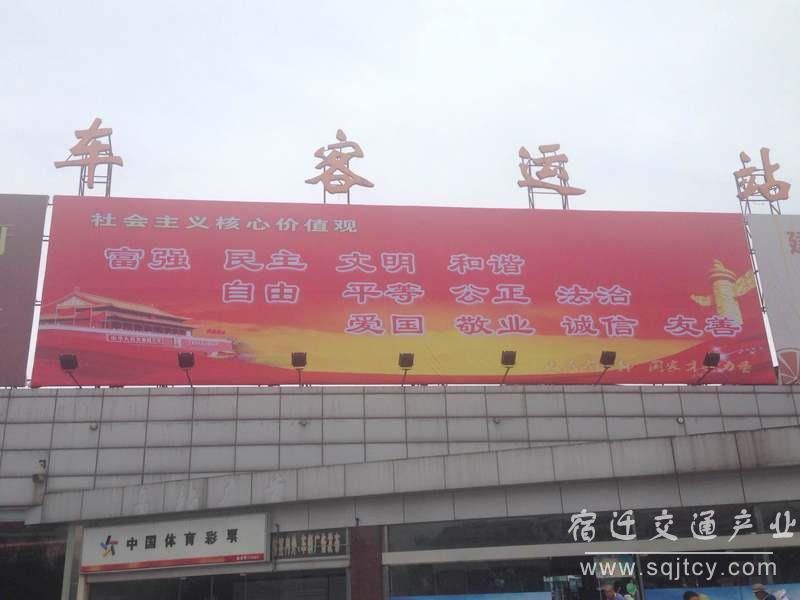 车客运站
社会主义核心价值观
富强 民主 文明 和谐
自由 平等 公正 法治
爱国 敬业 诚信 友善
中国体育彩票
宿迁交通产业
www.sqjtcy.com